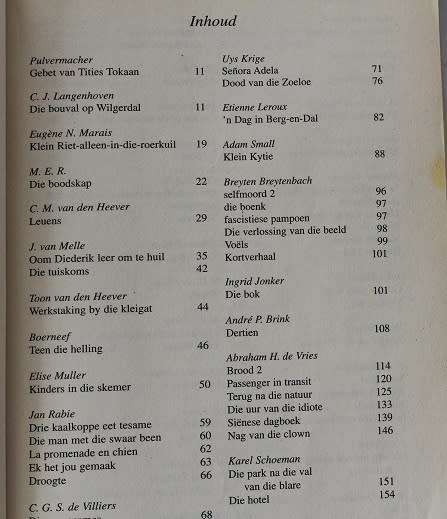 Inhoud
Pulvermacher
Gebet van Tities Tokaan 11
C. J. Langenhoven
Die bouval op Wilgerdal 11
Eugène N. Marais
Klein Riet-alleen-in-die-roerkuil 19
M. E. R.
Die boodskap 22
C. M. van den Heever
Leuens 29
J. van Melle
Oom Diederik leer om te huil 35
Die tuiskoms 42
Toon van den Heever
Werkstaking by die kleigat 44
Boerneef
Teen die helling 46
Elise Muller
Kinders in die skemer 50
Jan Rabie
Drie kaalkoppe eet tesame 59
Die man met die swaar been 60
La promenade en chien 62
Ek het jou gemaak 63
Droogte 66
C. G. S. de Villiers
68
Uys Krige
Señora Adela 71
Dood van die Zoeloe 76
Etienne Leroux
'n Dag in Berg-en-Dal 82
Adam Small
Klein Kytie 88
Breyten Breytenbach
selfmoord 2 96
die boenk 97
fascistiese pampoen 97
Die verlossing van die beeld 98
Voëls 99
Kortverhaal 101
Ingrid Jonker
Die bok 101
André P. Brink
Dertien 108
Abraham H. de Vries
Brood 2 114
Passenger in transit 120
Terug na die natuur 125
Die uur van die idiote 133
Siënese dagboek 139
Nag van die clown 146
Karel Schoeman
Die park na die val
van die blare 151
Die hotel 154